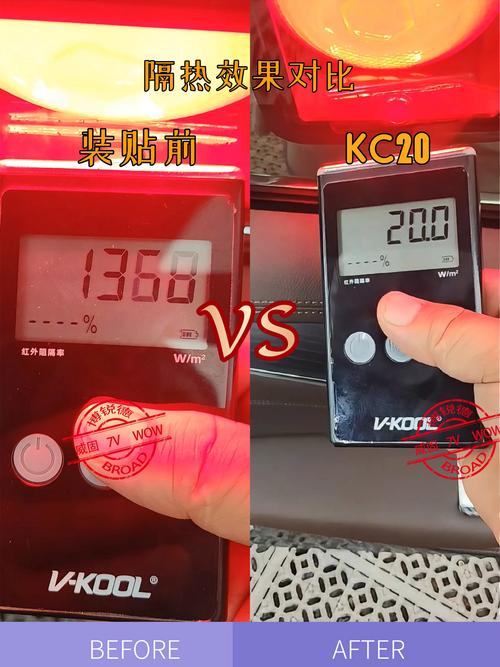 隔热效果对比
装贴前
KC20
1368
-----%
红外阻隔率
W/m²
VS
200
-----%
红外阻隔率
W/m²
博锐德
威固 7V WOW
BROAD
V-KOOL®
博锐德
威固 7V WOW
BROAD
V-KOOL®
BEFORE
AFTER